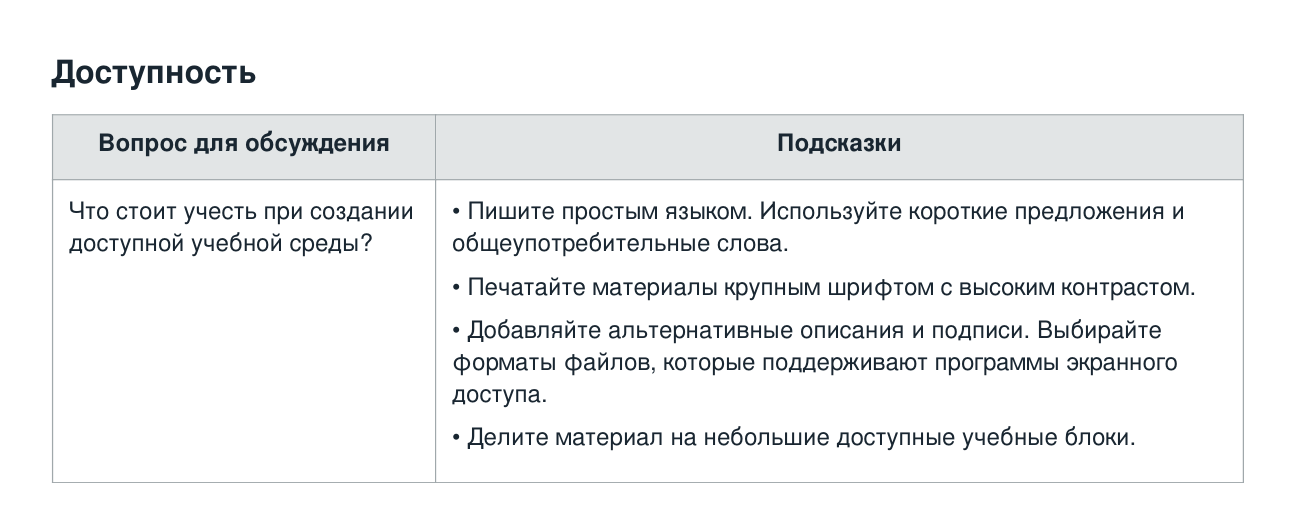 Доступность
Вопрос для обсуждения
Подсказки
Что стоит учесть при создании
доступной учебной среды?
• Пишите простым языком. Используйте короткие предложения и
общеупотребительные слова.
• Печатайте материалы крупным шрифтом с высоким контрастом.
• Добавляйте альтернативные описания и подписи. Выбирайте
форматы файлов, которые поддерживают программы экранного
доступа.
• Делите материал на небольшие доступные учебные блоки.